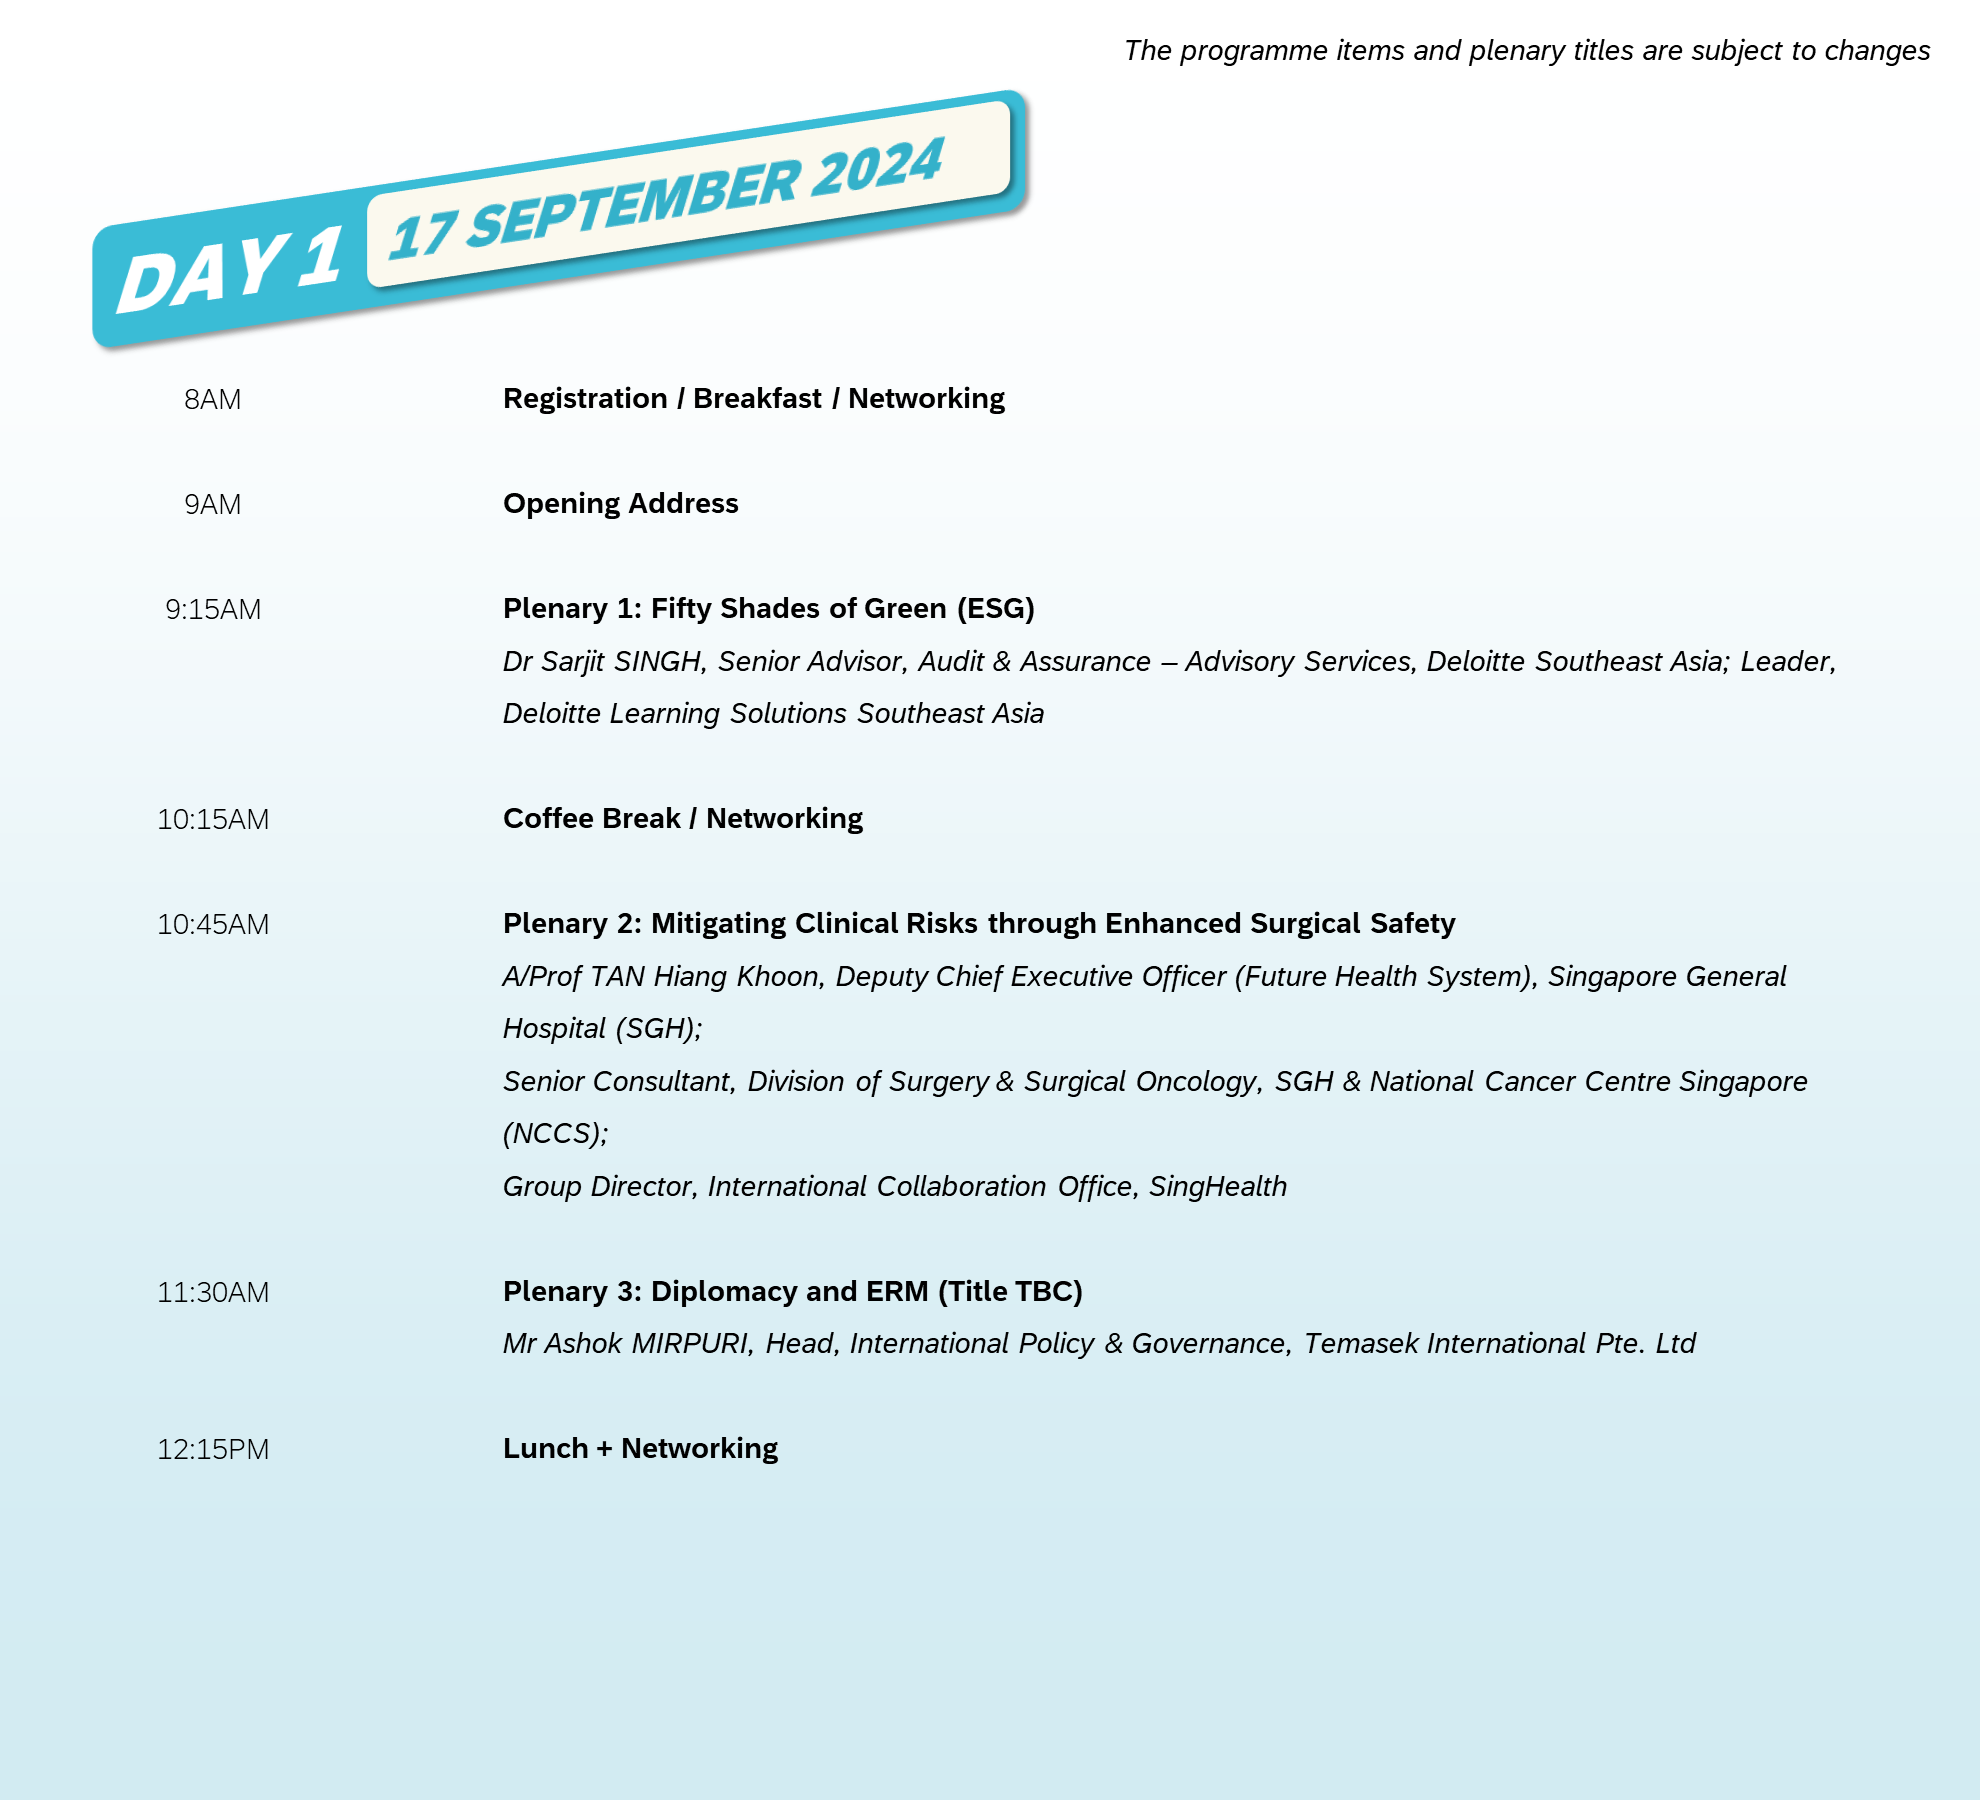 The programme items and plenary titles are subject to changes
DAY 1 17 SEPTEMBER 2024
8AM Registration / Breakfast / Networking
9AM Opening Address
9:15AM Plenary 1: Fifty Shades of Green (ESG)
Dr Sarjit SINGH, Senior Advisor, Audit & Assurance – Advisory Services, Deloitte Southeast Asia; Leader,
Deloitte Learning Solutions Southeast Asia
10:15AM Coffee Break / Networking
10:45AM Plenary 2: Mitigating Clinical Risks through Enhanced Surgical Safety
A/Prof TAN Hiang Khoon, Deputy Chief Executive Officer (Future Health System), Singapore General
Hospital (SGH);
Senior Consultant, Division of Surgery & Surgical Oncology, SGH & National Cancer Centre Singapore
(NCCS);
Group Director, International Collaboration Office, SingHealth
11:30AM Plenary 3: Diplomacy and ERM (Title TBC)
Mr Ashok MIRPURI, Head, International Policy & Governance, Temasek International Pte. Ltd
12:15PM Lunch + Networking